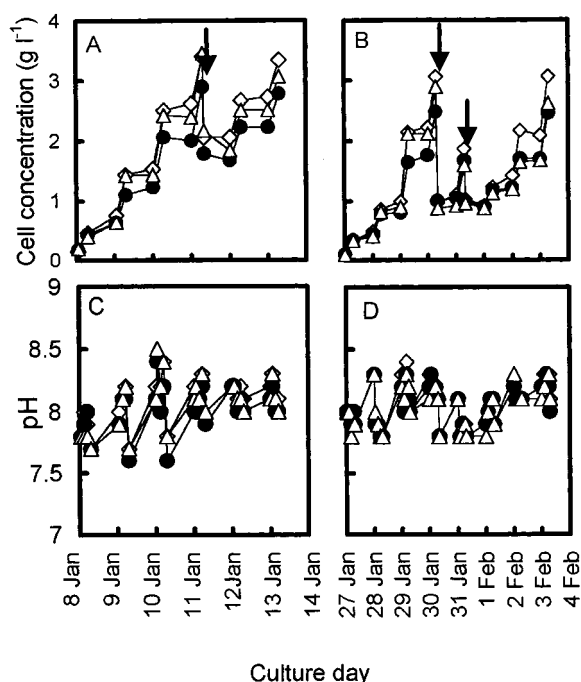 Cell concentration (g l⁻¹)
4
3
2
1
0
A
B
9
8.5
8
7.5
7
pH
C
D
8 Jan
9 Jan
10 Jan
11 Jan
12Jan
13 Jan
14 Jan
27 Jan
28 Jan
29 Jan
30 Jan
31 Jan
1 Feb
2 Feb
3 Feb
4 Feb
Culture day